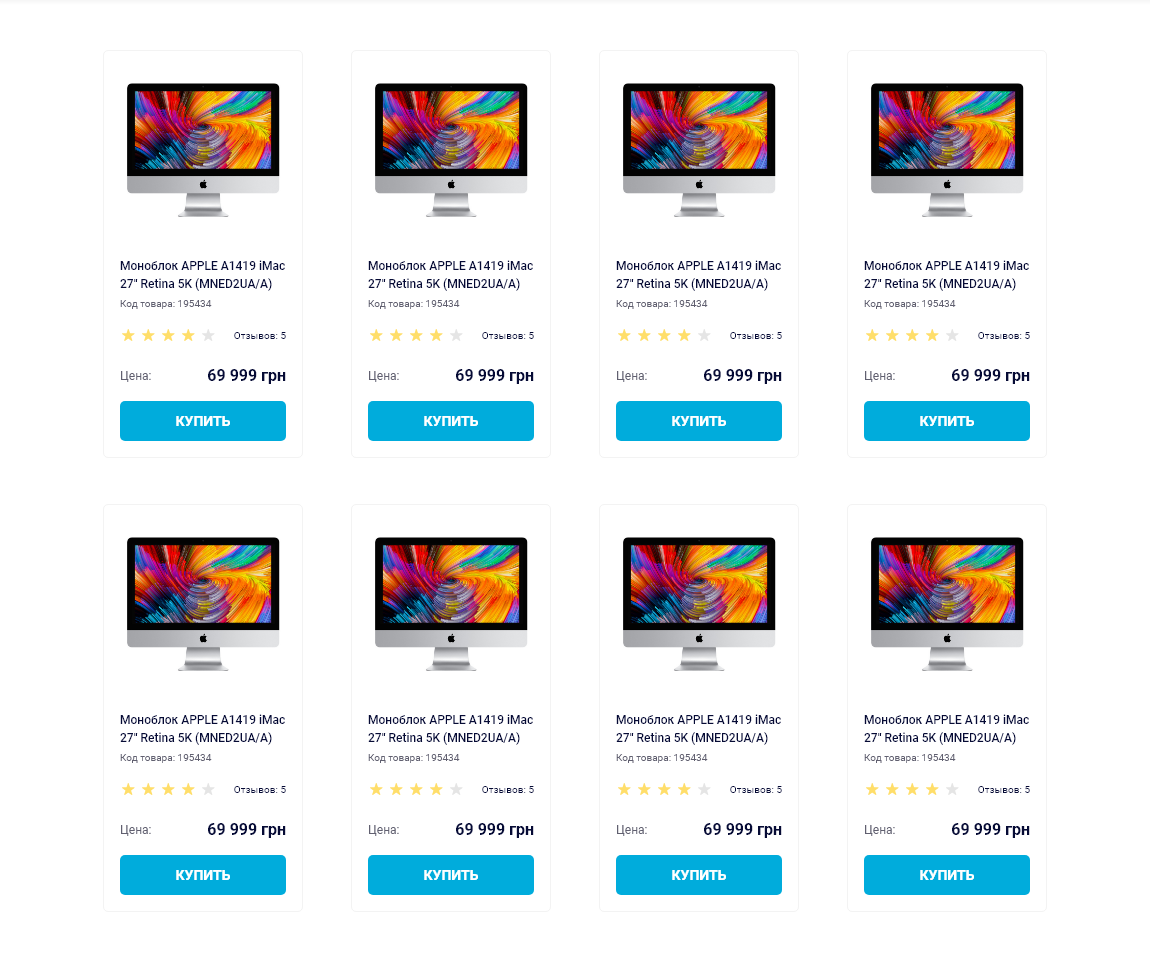 Моноблок APPLE A1419 iMac Моноблок APPLE A1419 iMac Моноблок APPLE A1419 iMac Моноблок APPLE A1419 iMac
27" Retina 5K (MNED2UA/A) 27" Retina 5K (MNED2UA/A) 27" Retina 5K (MNED2UA/A) 27" Retina 5K (MNED2UA/A)
Код товара: 195434 Код товара: 195434 Код товара: 195434 Код товара: 195434
Отзывов: 5 Отзывов: 5 Отзывов: 5 Отзывов: 5
Цена: 69 999 грн Цена: 69 999 грн Цена: 69 999 грн Цена: 69 999 грн
КУПИТЬ КУПИТЬ КУПИТЬ КУПИТЬ
Моноблок APPLE A1419 iMac Моноблок APPLE A1419 iMac Моноблок APPLE A1419 iMac Моноблок APPLE A1419 iMac
27" Retina 5K (MNED2UA/A) 27" Retina 5K (MNED2UA/A) 27" Retina 5K (MNED2UA/A) 27" Retina 5K (MNED2UA/A)
Код товара: 195434 Код товара: 195434 Код товара: 195434 Код товара: 195434
Отзывов: 5 Отзывов: 5 Отзывов: 5 Отзывов: 5
Цена: 69 999 грн Цена: 69 999 грн Цена: 69 999 грн Цена: 69 999 грн
КУПИТЬ КУПИТЬ КУПИТЬ КУПИТЬ